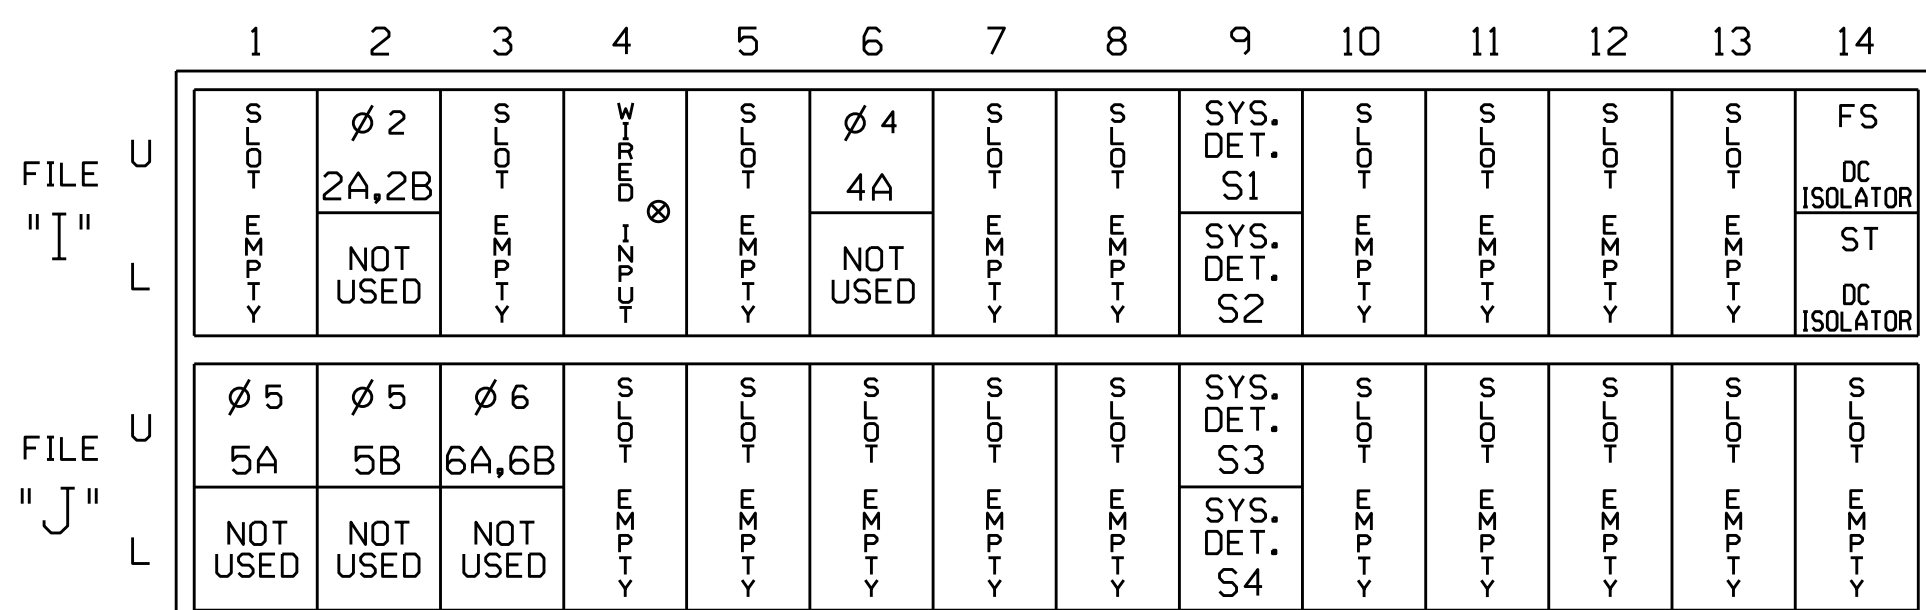 1 2 3 4 5 6 7 8 9 10 11 12 13 14
FILE "I"
U
L
SLOT EMPTY
Ø 2
2A,2B
NOT USED
SLOT EMPTY
WIRED INPUT ⊗
SLOT EMPTY
Ø 4
4A
NOT USED
SLOT EMPTY
SLOT EMPTY
SYS. DET. S1
SYS. DET. S2
SLOT EMPTY
SLOT EMPTY
SLOT EMPTY
SLOT EMPTY
FS
DC ISOLATOR
ST
DC ISOLATOR
FILE "J"
U
L
Ø 5
5A
NOT USED
Ø 5
5B
NOT USED
Ø 6
6A,6B
NOT USED
SLOT EMPTY
SLOT EMPTY
SLOT EMPTY
SLOT EMPTY
SLOT EMPTY
SYS. DET. S3
SYS. DET. S4
SLOT EMPTY
SLOT EMPTY
SLOT EMPTY
SLOT EMPTY
SLOT EMPTY